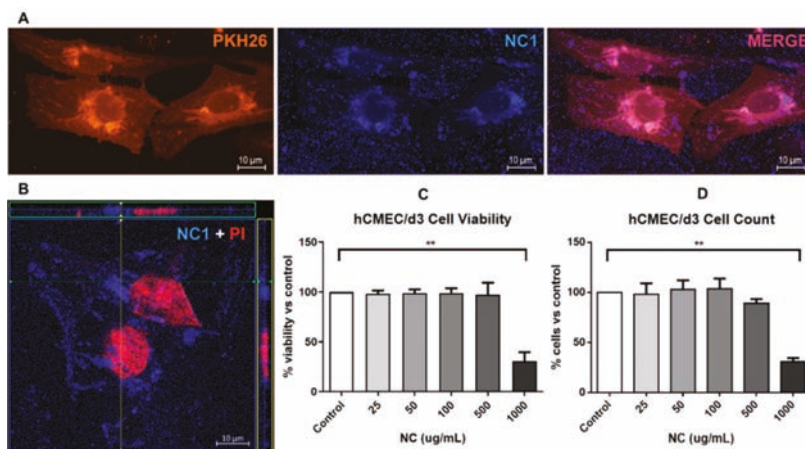 A
PKH26
NC1
MERGE
10 µm
10 µm
10 µm
B
NC1 + PI
10 µm
C
hCMEC/d3 Cell Viability
**
% viability vs control
150
100
50
0
Control
25
50
100
500
1000
NC (ug/mL)
D
hCMEC/d3 Cell Count
**
% cells vs control
150
100
50
0
Control
25
50
100
500
1000
NC (ug/mL)